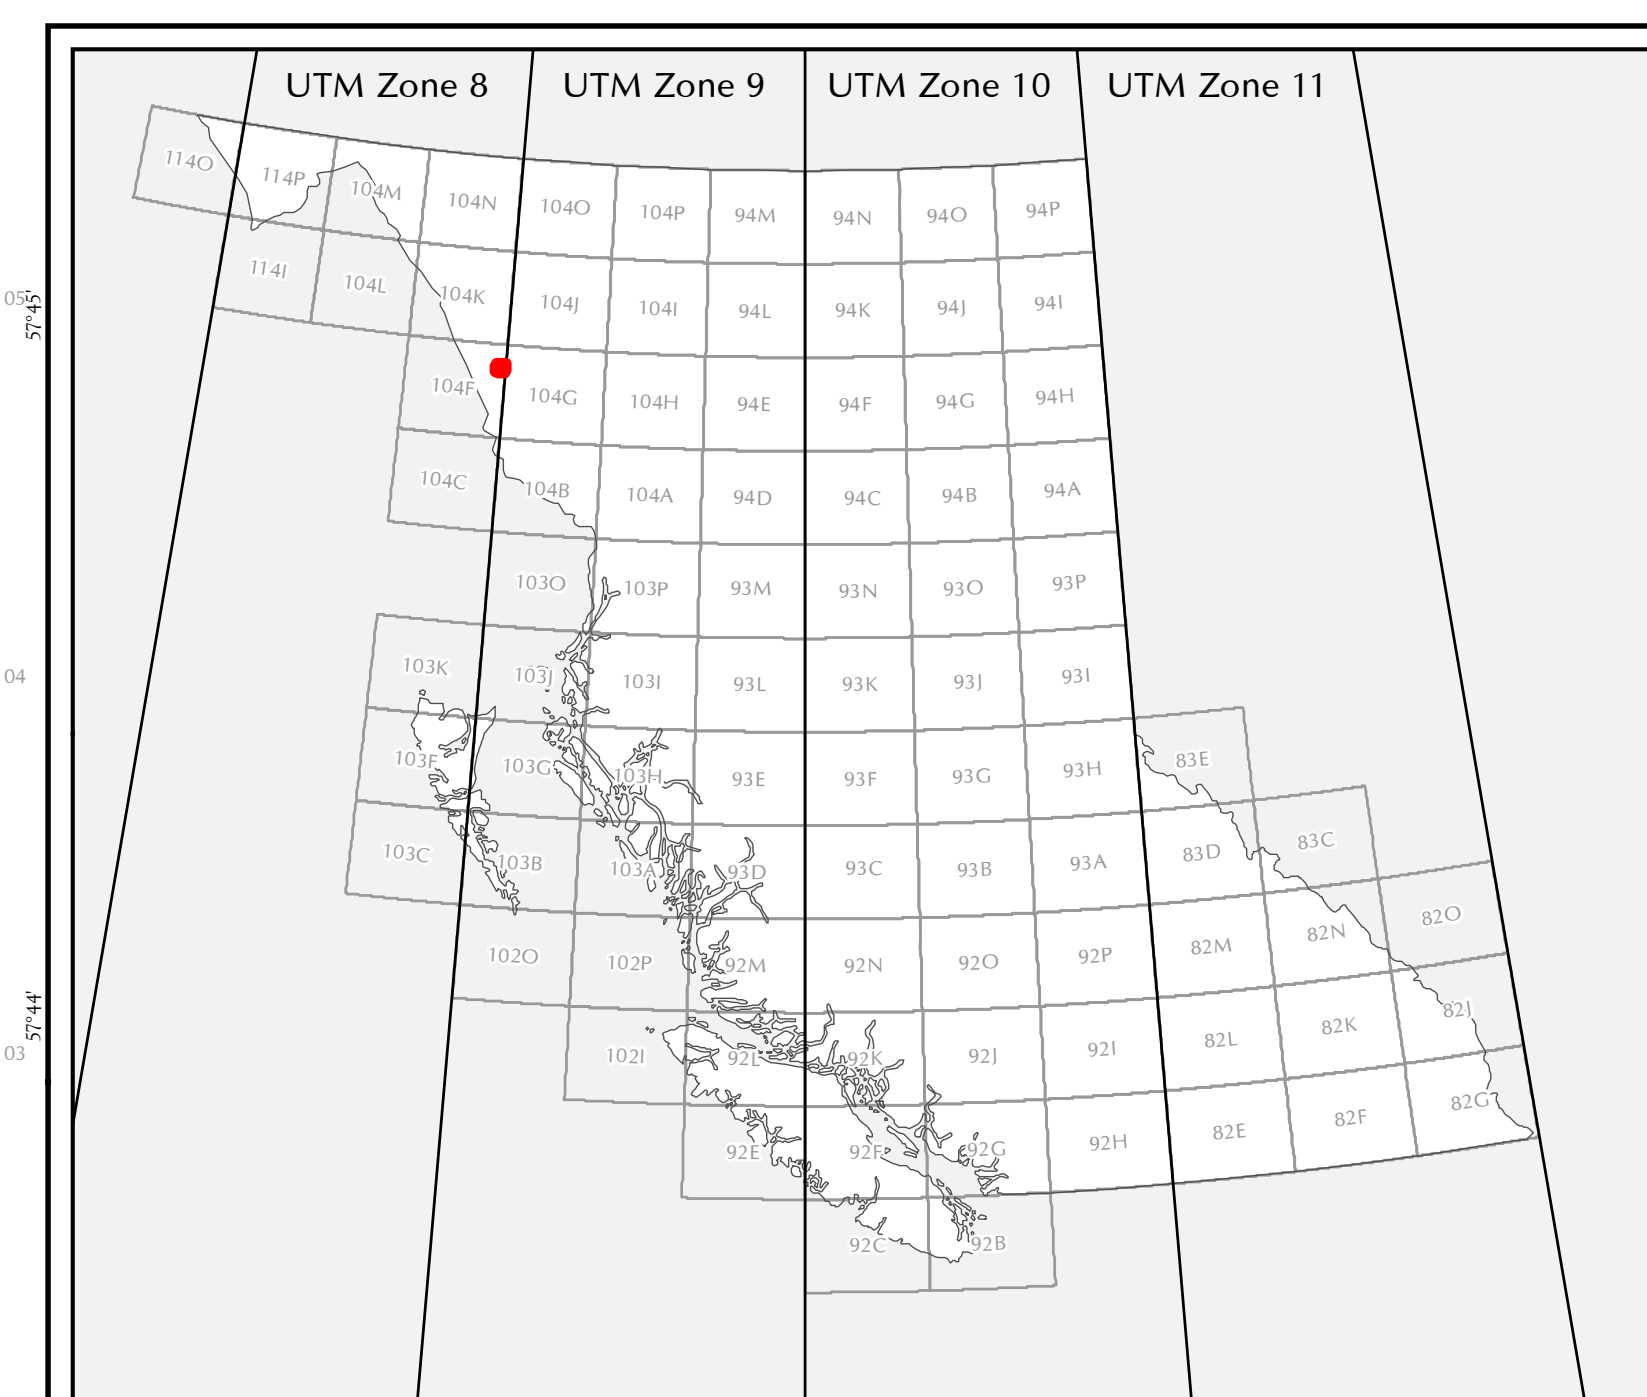 UTM Zone 8 UTM Zone 9 UTM Zone 10 UTM Zone 11
114O 114P 104M 104N 104O 104P 94M 94N 94O 94P
114I 104L 104K 104J 104I 94L 94K 94J 94I
05
57°45'
104F 104G 104H 94E 94F 94G 94H
104C 104B 104A 94D 94C 94B 94A
103O 103P 93M 93N 93O 93P
04
103K 103J 103I 93L 93K 93J 93I
103F 103G 103H 93E 93F 93G 93H 83E
103C 103B 103A 93D 93C 93B 93A 83D 83C
102O 102P 92M 92N 92O 92P 82M 82N 82O
57°44'
03
102I 92L 92K 92J 92I 82L 82K 82J
92E 92F 92G 92H 82E 82F 82G
92C 92B